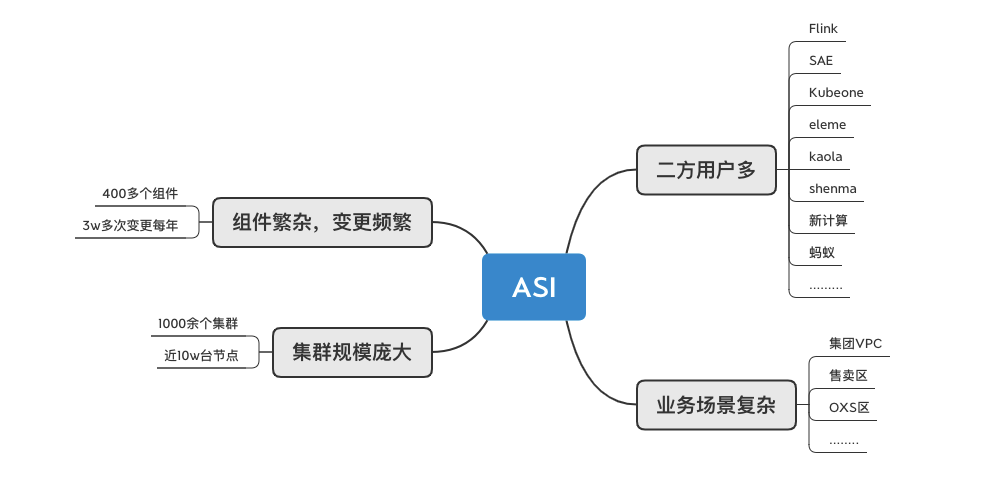 ASI
二方用户多
Flink
SAE
Kubeone
eleme
kaola
shenma
新计算
蚂蚁
.........
业务场景复杂
集团VPC
售卖区
OXS区
........
组件繁杂，变更频繁
400多个组件
3w多次变更每年
集群规模庞大
1000余个集群
近10w台节点